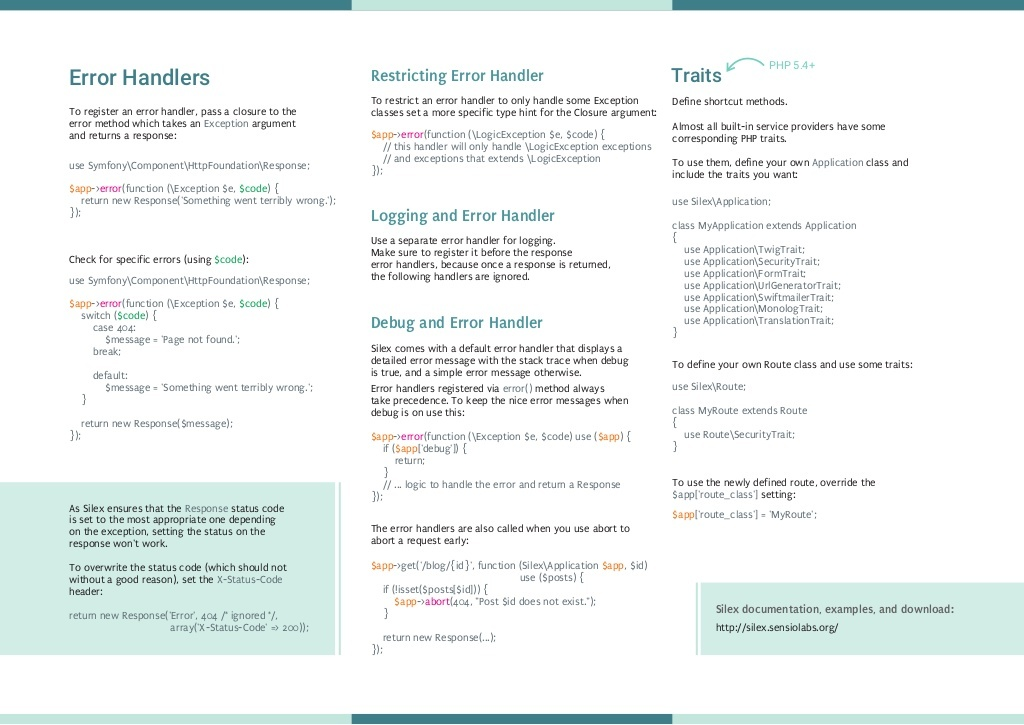 Error Handlers
To register an error handler, pass a closure to the
error method which takes an Exception argument
and returns a response:
use Symfony\Component\HttpFoundation\Response;
$app->error(function (\Exception $e, $code) {
return new Response('Something went terribly wrong.');
});
Check for specific errors (using $code):
use Symfony\Component\HttpFoundation\Response;
$app->error(function (\Exception $e, $code) {
switch ($code) {
case 404:
$message = 'Page not found.';
break;
default:
$message = 'Something went terribly wrong.';
}
return new Response($message);
});
As Silex ensures that the Response status code
is set to the most appropriate one depending
on the exception, setting the status on the
response won't work.
To overwrite the status code (which should not
without a good reason), set the X-Status-Code
header:
return new Response('Error', 404 /* ignored */,
array('X-Status-Code' => 200));
Restricting Error Handler
To restrict an error handler to only handle some Exception
classes set a more specific type hint for the Closure argument:
$app->error(function (\LogicException $e, $code) {
// this handler will only handle \LogicException exceptions
// and exceptions that extends \LogicException
});
Logging and Error Handler
Use a separate error handler for logging.
Make sure to register it before the response
error handlers, because once a response is returned,
the following handlers are ignored.
Debug and Error Handler
Silex comes with a default error handler that displays a
detailed error message with the stack trace when debug
is true, and a simple error message otherwise.
Error handlers registered via error() method always
take precedence. To keep the nice error messages when
debug is on use this:
$app->error(function (\Exception $e, $code) use ($app) {
if ($app['debug']) {
return;
}
// ... logic to handle the error and return a Response
});
The error handlers are also called when you use abort to
abort a request early:
$app->get('/blog/{id}', function (Silex\Application $app, $id)
use ($posts) {
if (!isset($posts[$id])) {
$app->abort(404, "Post $id does not exist.");
}
return new Response(...);
});
Traits
PHP 5.4+
Define shortcut methods.
Almost all built-in service providers have some
corresponding PHP traits.
To use them, define your own Application class and
include the traits you want:
use Silex\Application;
class MyApplication extends Application
{
use Application\TwigTrait;
use Application\SecurityTrait;
use Application\FormTrait;
use Application\UrlGeneratorTrait;
use Application\SwiftmailerTrait;
use Application\MonologTrait;
use Application\TranslationTrait;
}
To define your own Route class and use some traits:
use Silex\Route;
class MyRoute extends Route
{
use Route\SecurityTrait;
}
To use the newly defined route, override the
$app['route_class'] setting:
$app['route_class'] = 'MyRoute';
Silex documentation, examples, and download:
http://silex.sensiolabs.org/